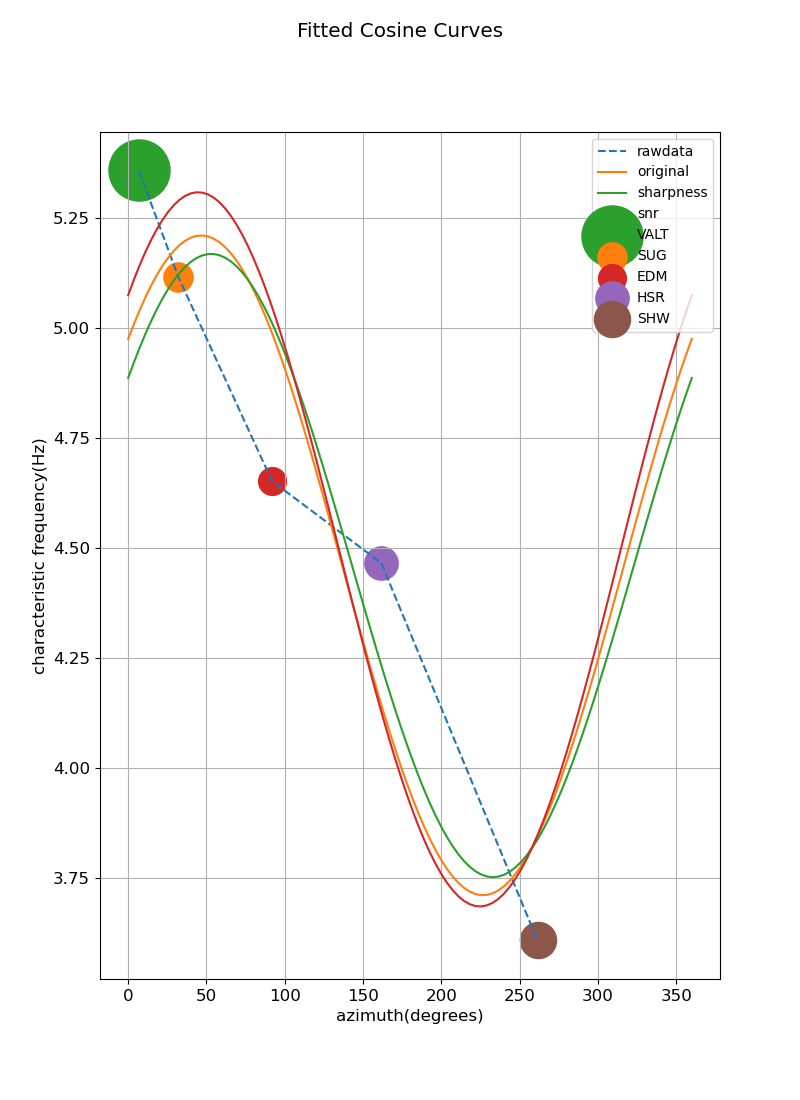 Fitted Cosine Curves
rawdata
original
sharpness
snr
VALT
SUG
EDM
HSR
SHW
characteristic frequency(Hz)
5.25
5.00
4.75
4.50
4.25
4.00
3.75
0 50 100 150 200 250 300 350
azimuth(degrees)